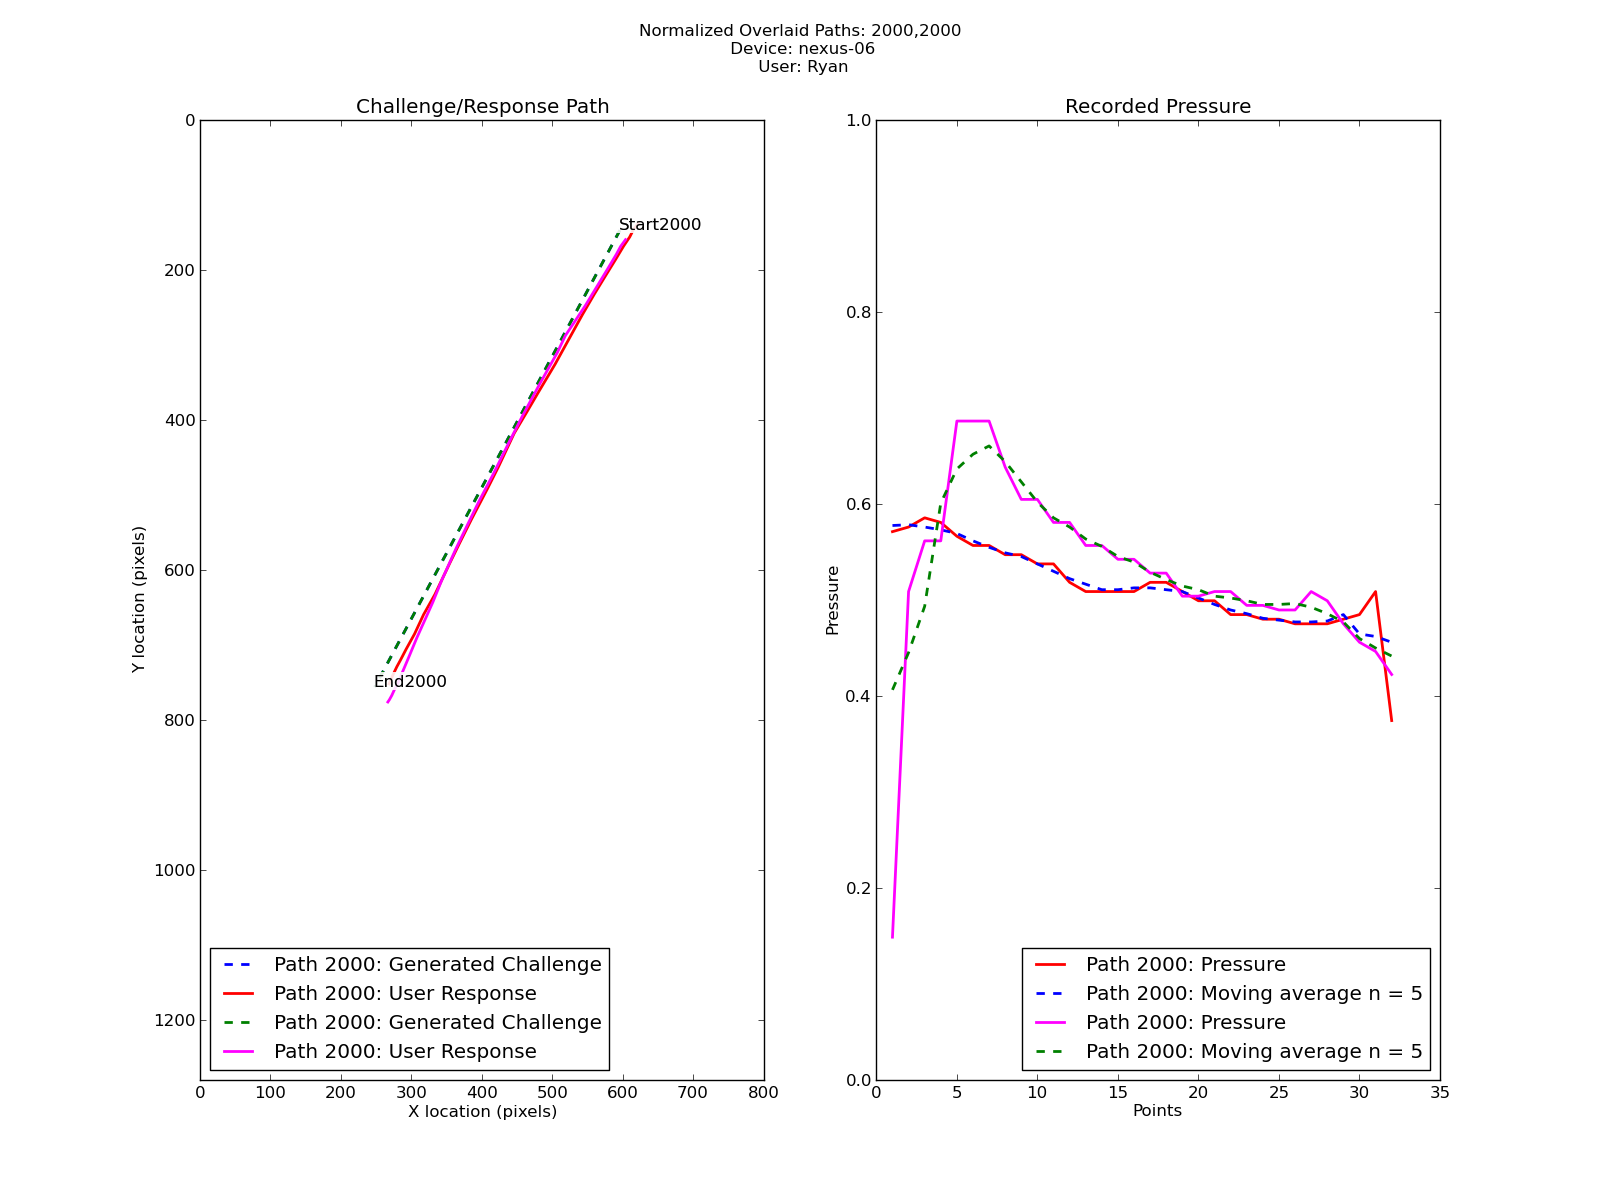 Normalized Overlaid Paths: 2000,2000
Device: nexus-06
User: Ryan
Challenge/Response Path
0
200
400
600
800
1000
1200
Y location (pixels)
Start2000
End2000
Path 2000: Generated Challenge
Path 2000: User Response
Path 2000: Generated Challenge
Path 2000: User Response
0 100 200 300 400 500 600 700 800
X location (pixels)
Recorded Pressure
1.0
0.8
0.6
0.4
0.2
0.0
Pressure
Path 2000: Pressure
Path 2000: Moving average n = 5
Path 2000: Pressure
Path 2000: Moving average n = 5
0 5 10 15 20 25 30 35
Points